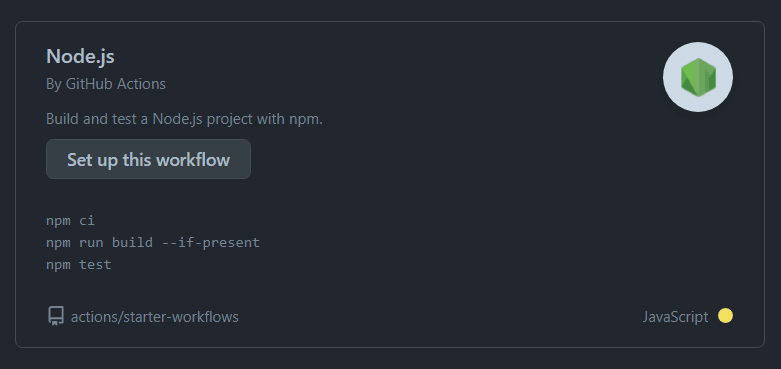 Node.js
By GitHub Actions
Build and test a Node.js project with npm.
Set up this workflow
npm ci
npm run build --if-present
npm test
actions/starter-workflows
JavaScript